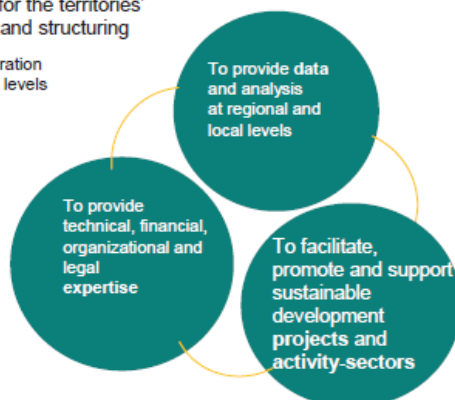 for the territories'
and structuring
ration
levels
To provide data
and analysis
at regional and
local levels
To provide
technical, financial,
organizational and
legal
expertise
To facilitate,
promote and support
sustainable
development
projects and
activity-sectors